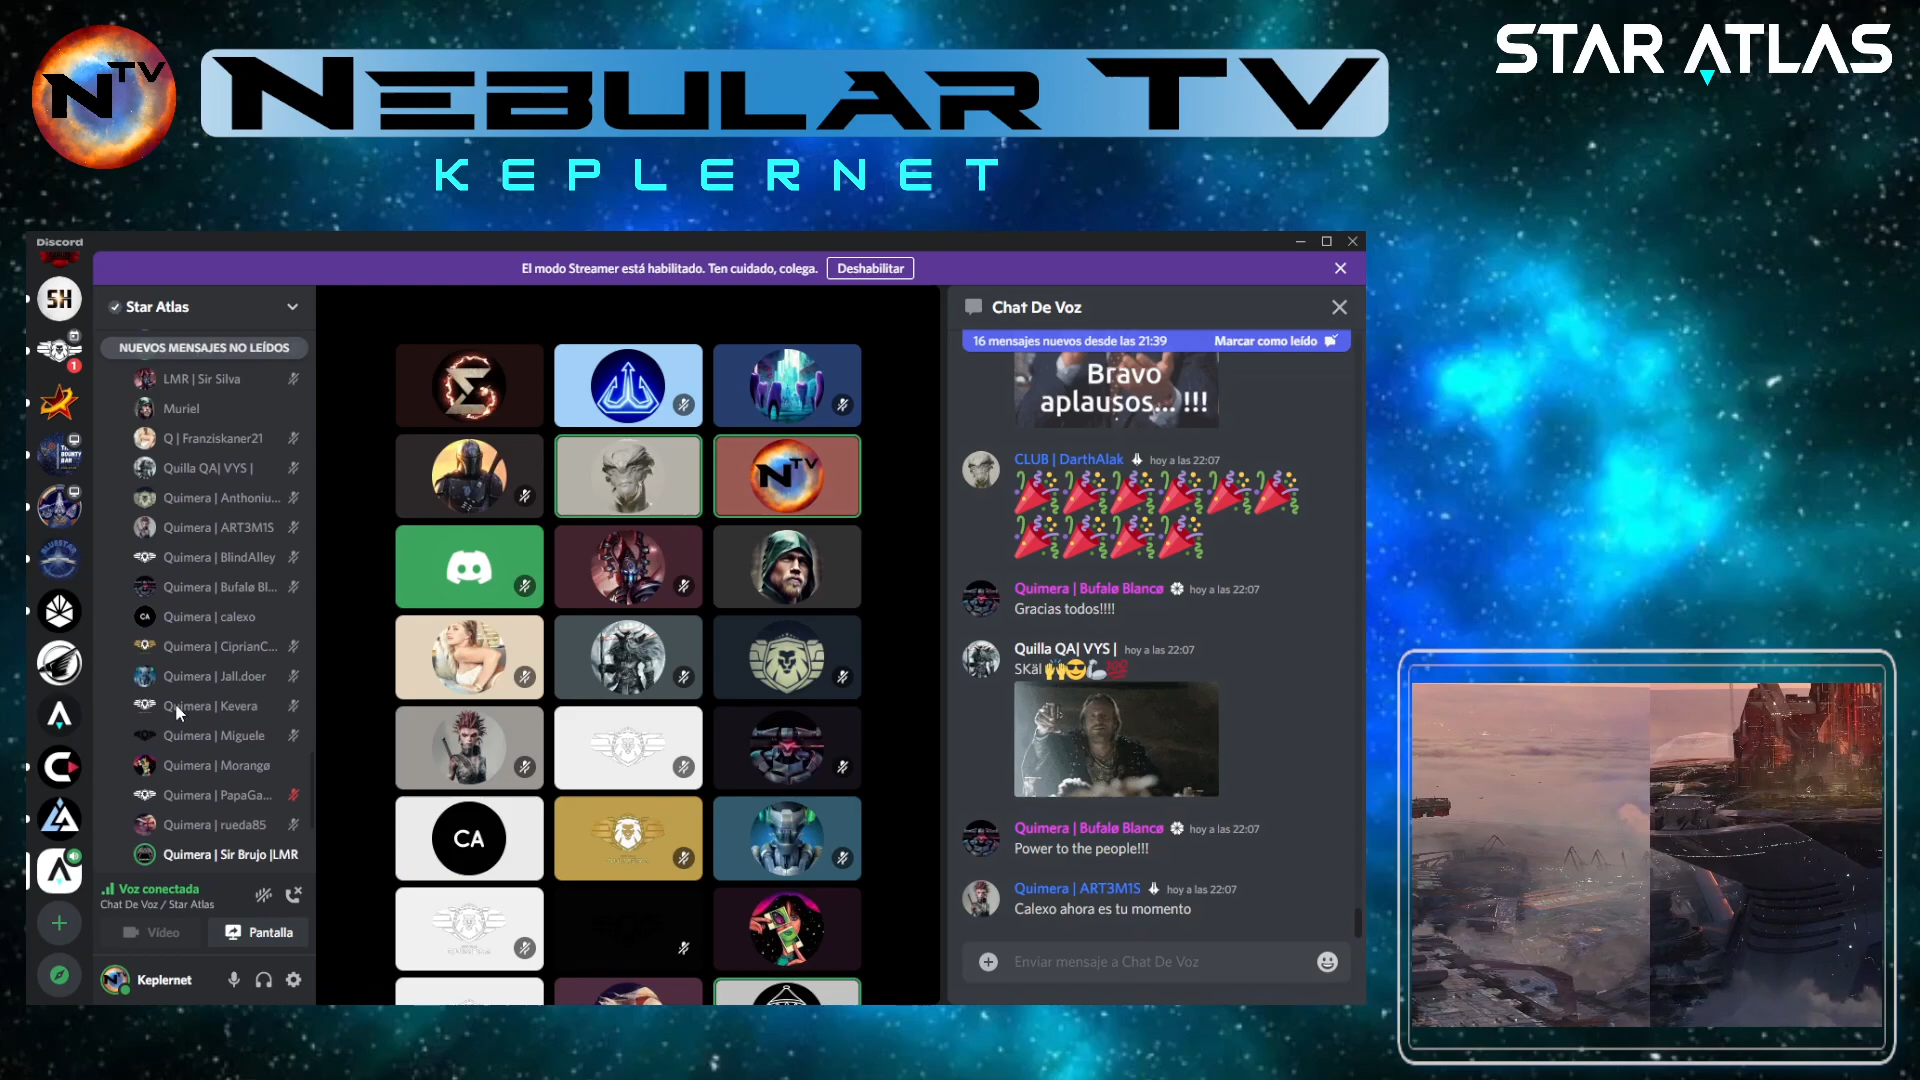 NTV
NEBULAR TV
STAR ATLAS
KEPLERNET
Discord
El modo Streamer está habilitado. Ten cuidado, colega.
Deshabilitar
SH
1
Star Atlas
NUEVOS MENSAJES NO LEÍDOS
LMR | Sir Silva
Muriel
Q | Franziskaner21
Quilla QA| VYS |
Quimera | Anthoniu...
Quimera | ART3M1S
Quimera | BlindAlley
Quimera | Bufalø Bl...
CA
Quimera | calexo
Quimera | CiprianC...
Quimera | Jall.doer
Quimera | Kevera
Quimera | Miguele
Quimera | Morangø
Quimera | PapaGa...
Quimera | rueda85
Quimera | Sir Brujo |LMR
Voz conectada
Chat De Voz / Star Atlas
Vídeo
Pantalla
Keplernet
NTV
CA
Chat De Voz
16 mensajes nuevos desde las 21:39
Marcar como leído
Bravo
aplausos... !!!
CLUB | DarthAlak hoy a las 22:07
Quimera | Bufalø Blancø hoy a las 22:07
Gracias todos!!!!
Quilla QA| VYS | hoy a las 22:07
SKäl 🙌😎💪💯
Quimera | Bufalø Blancø hoy a las 22:07
Power to the people!!!
Quimera | ART3M1S hoy a las 22:07
Calexo ahora es tu momento
Enviar mensaje a Chat De Voz